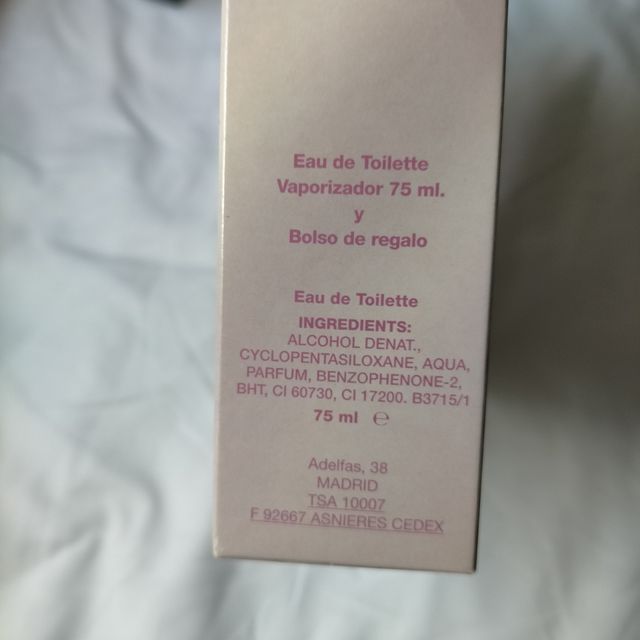 Eau de Toilette
Vaporizador 75 ml.
y
Bolso de regalo
Eau de Toilette
INGREDIENTS:
ALCOHOL DENAT.,
CYCLOPENTASILOXANE, AQUA,
PARFUM, BENZOPHENONE-2,
BHT, CI 60730, CI 17200. B3715/1
75 ml ℮
Adelfas, 38
MADRID
TSA 10007
F 92667 ASNIERES CEDEX